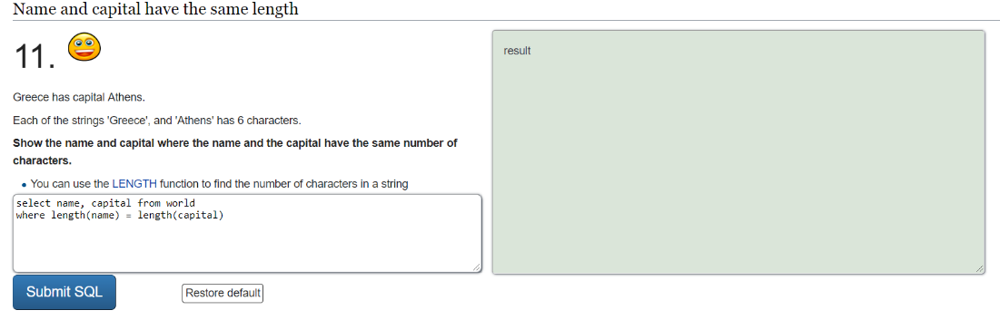 Name and capital have the same length
11.
Greece has capital Athens.
Each of the strings 'Greece', and 'Athens' has 6 characters.
Show the name and capital where the name and the capital have the same number of
characters.
• You can use the LENGTH function to find the number of characters in a string
select name, capital from world
where length(name) = length(capital)
Submit SQL
Restore default
result